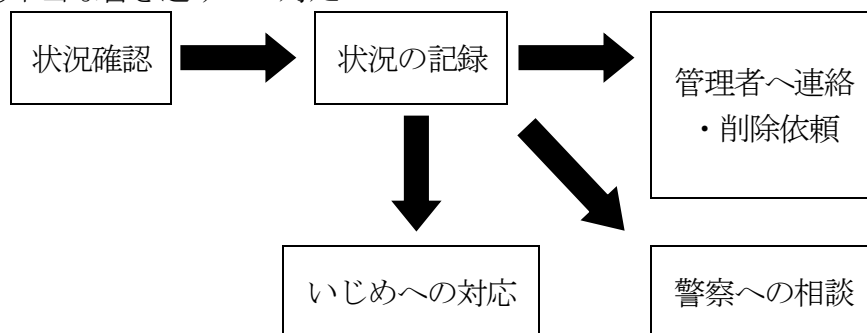 状況確認
状況の記録
管理者へ連絡
・削除依頼
いじめへの対応
警察への相談